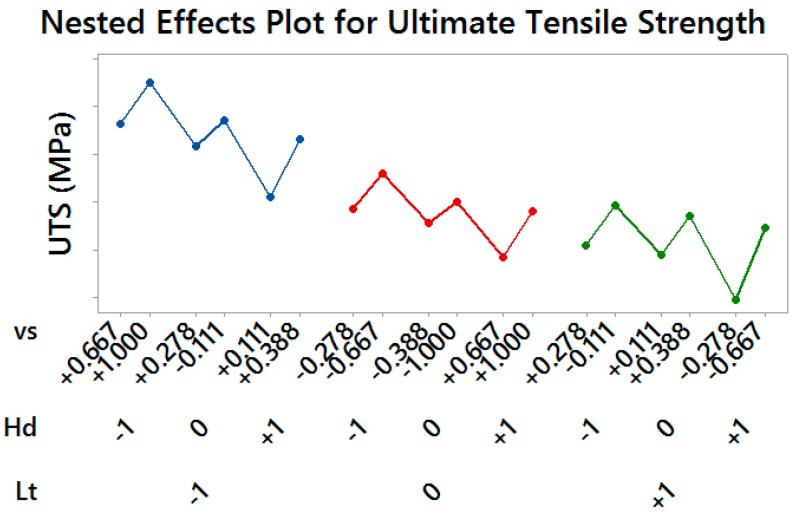 Nested Effects Plot for Ultimate Tensile Strength
UTS (MPa)
vs +0.667 +1.000 +0.278 -0.111 +0.111 +0.388 -0.278 -0.667 -0.388 -1.000 +0.667 +1.000 +0.278 -0.111 +0.111 +0.388 -0.278 -0.667
Hd -1 0 +1 -1 0 +1 -1 0 +1
Lt -1 0 +1